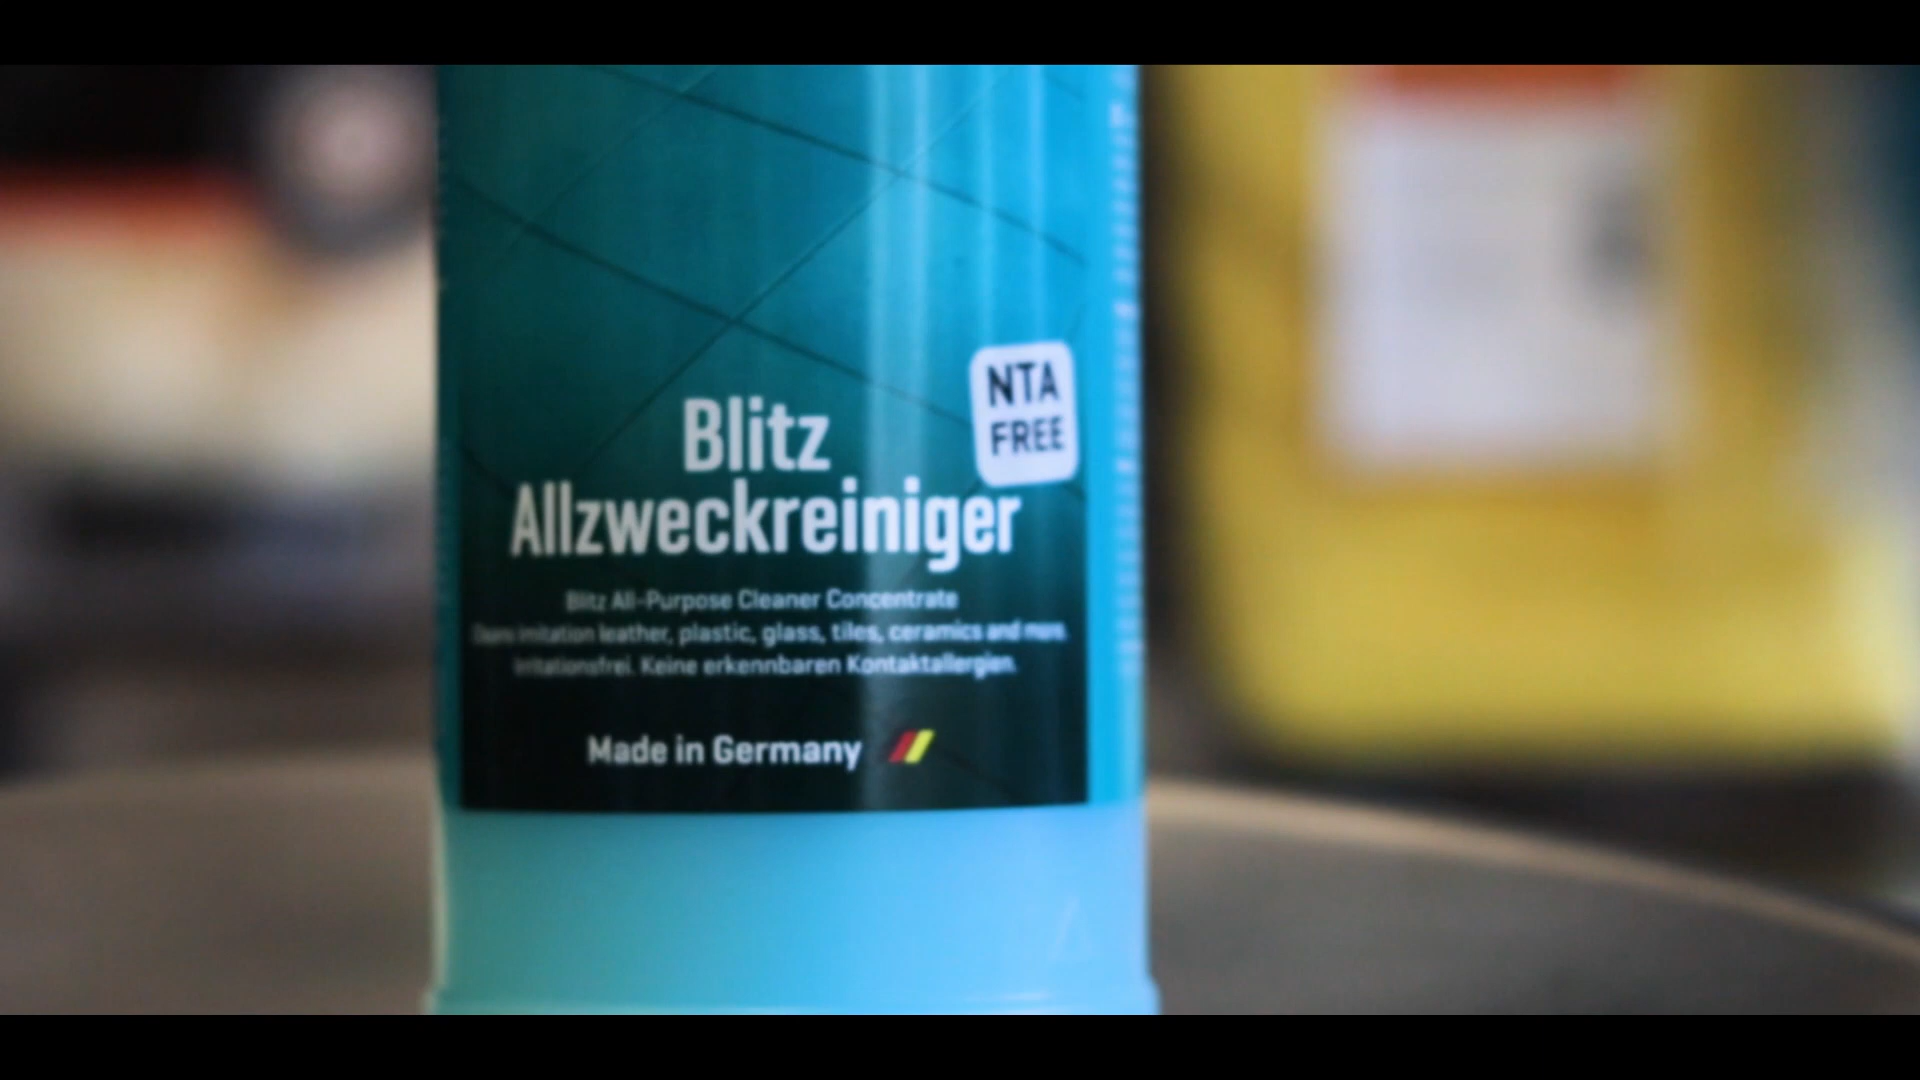 NTA
FREE
Blitz
Allzweckreiniger
Blitz All-Purpose Cleaner Concentrate
imitation leather, plastic, glass, tiles, ceramics and more.
Irritationsfrei. Keine erkennbaren Kontaktallergien.
Made in Germany